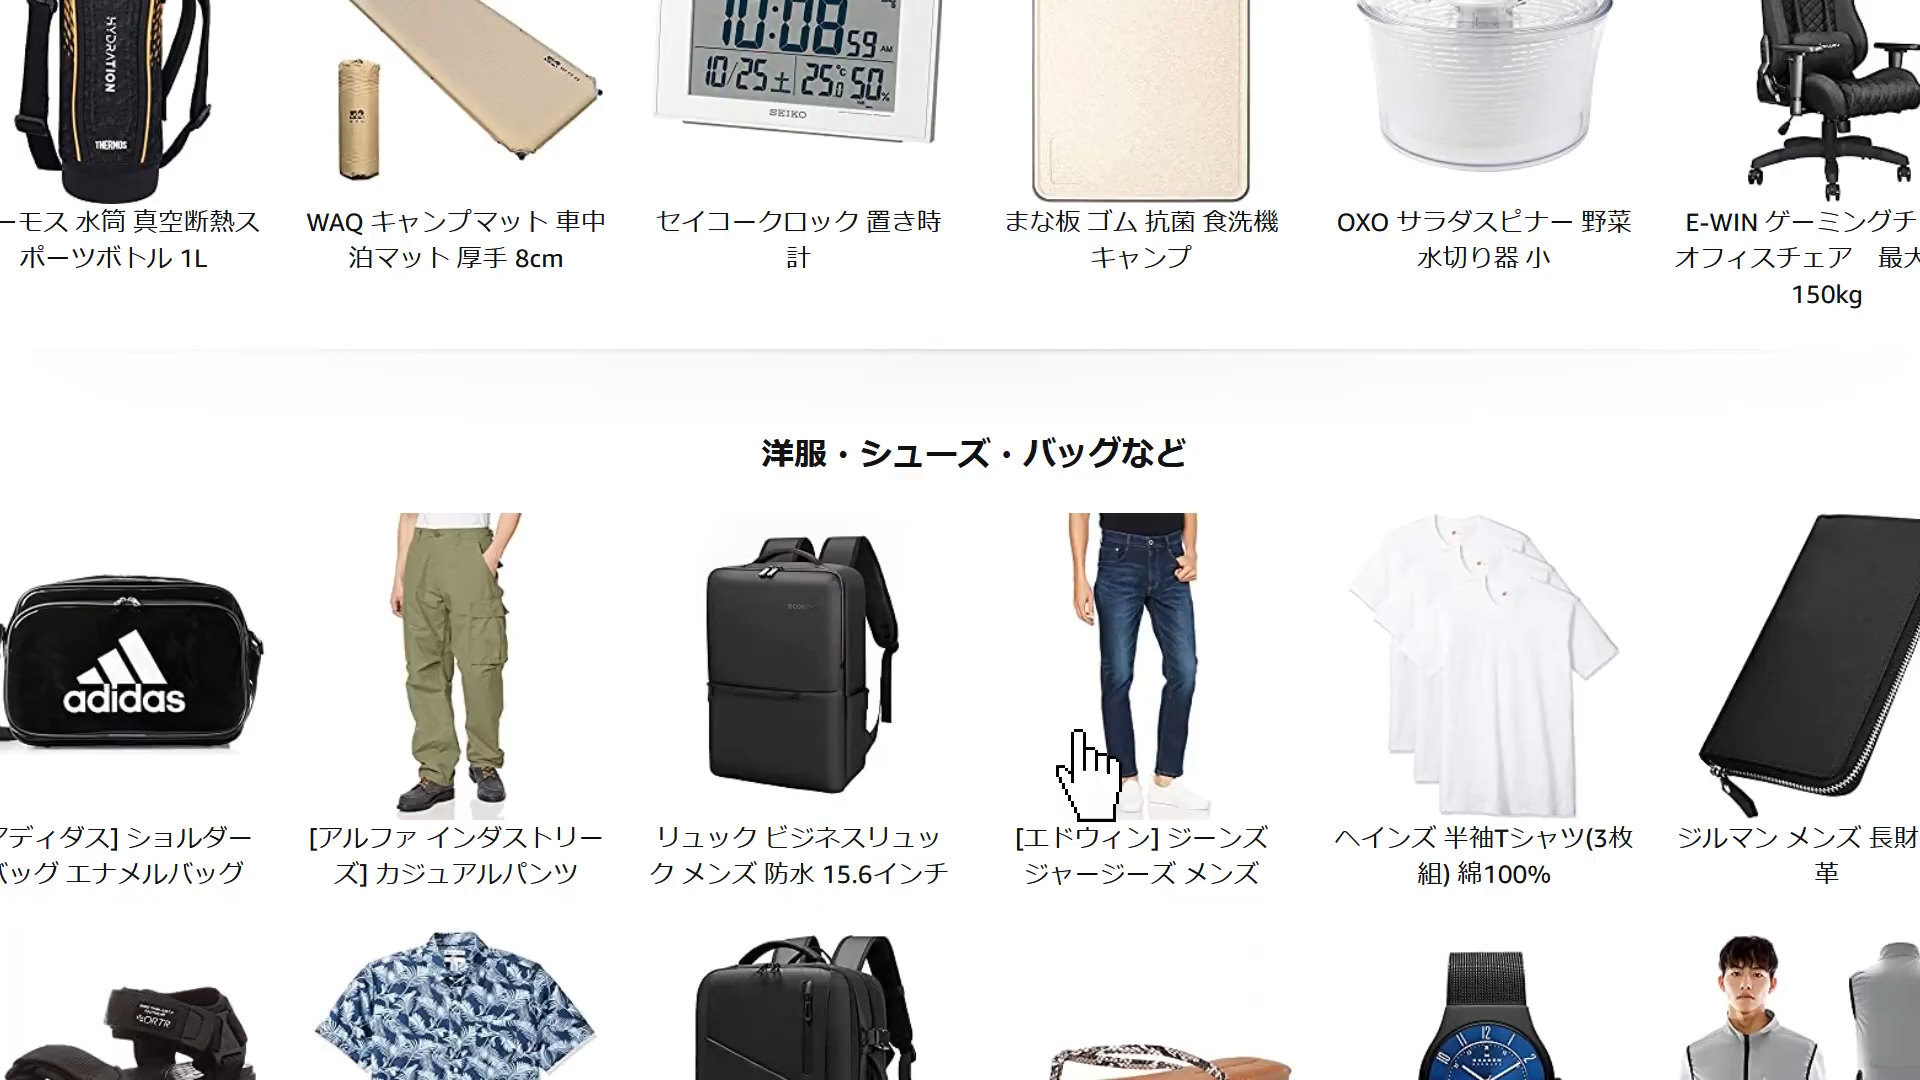 HYDRATION
THERMOS
10:08 59 AM
10/25 土 25.0℃ 50%
SEIKO
ーモス 水筒 真空断熱ス
ポーツボトル 1L
WAQ キャンプマット 車中
泊マット 厚手 8cm
セイコークロック 置き時
計
まな板 ゴム 抗菌 食洗機
キャンプ
OXO サラダスピナー 野菜
水切り器 小
E-WIN ゲーミングチ
オフィスチェア 最大
150kg
洋服・シューズ・バッグなど
adidas
アディダス] ショルダー
バッグ エナメルバッグ
[アルファ インダストリー
ズ] カジュアルパンツ
リュック ビジネスリュッ
ク メンズ 防水 15.6インチ
[エドウィン] ジーンズ
ジャージーズ メンズ
ヘインズ 半袖Tシャツ(3枚
組) 綿100%
ジルマン メンズ 長財
革
12